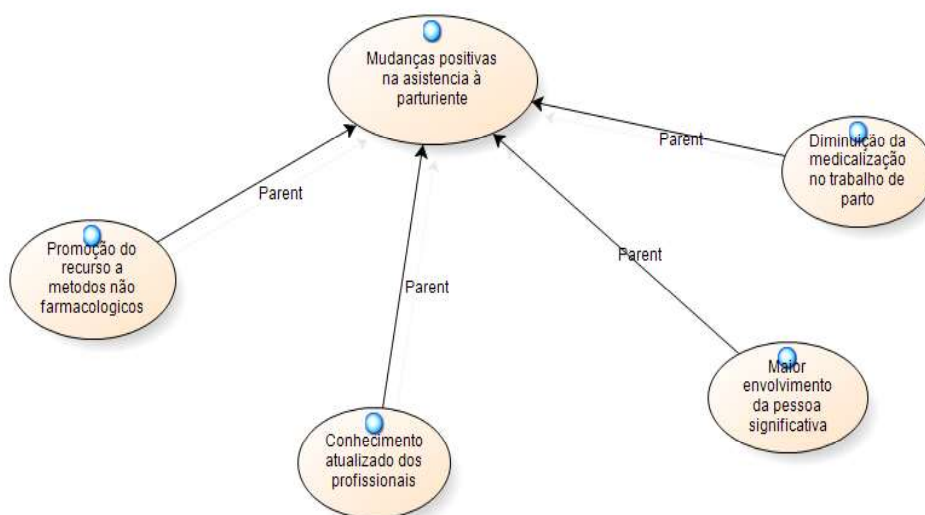 Mudanças positivas
na asistencia à
parturiente
Parent
Diminuição da
medicalização
no trabalho de
parto
Parent
Promoção do
recurso a
metodos não
farmacologicos
Parent
Parent
Maior
envolvimento
da pessoa
significativa
Conhecimento
atualizado dos
profissionais